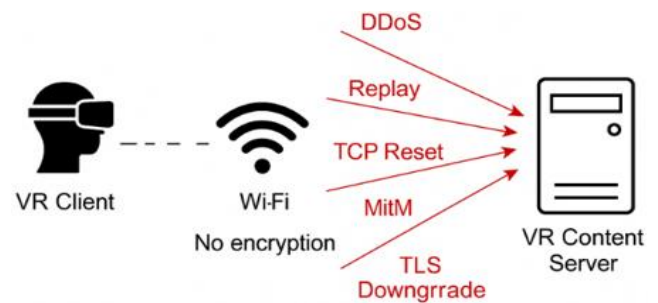 DDoS
Replay
TCP Reset
MitM
TLS
Downgrrade
VR Client
Wi-Fi
No encryption
VR Content
Server